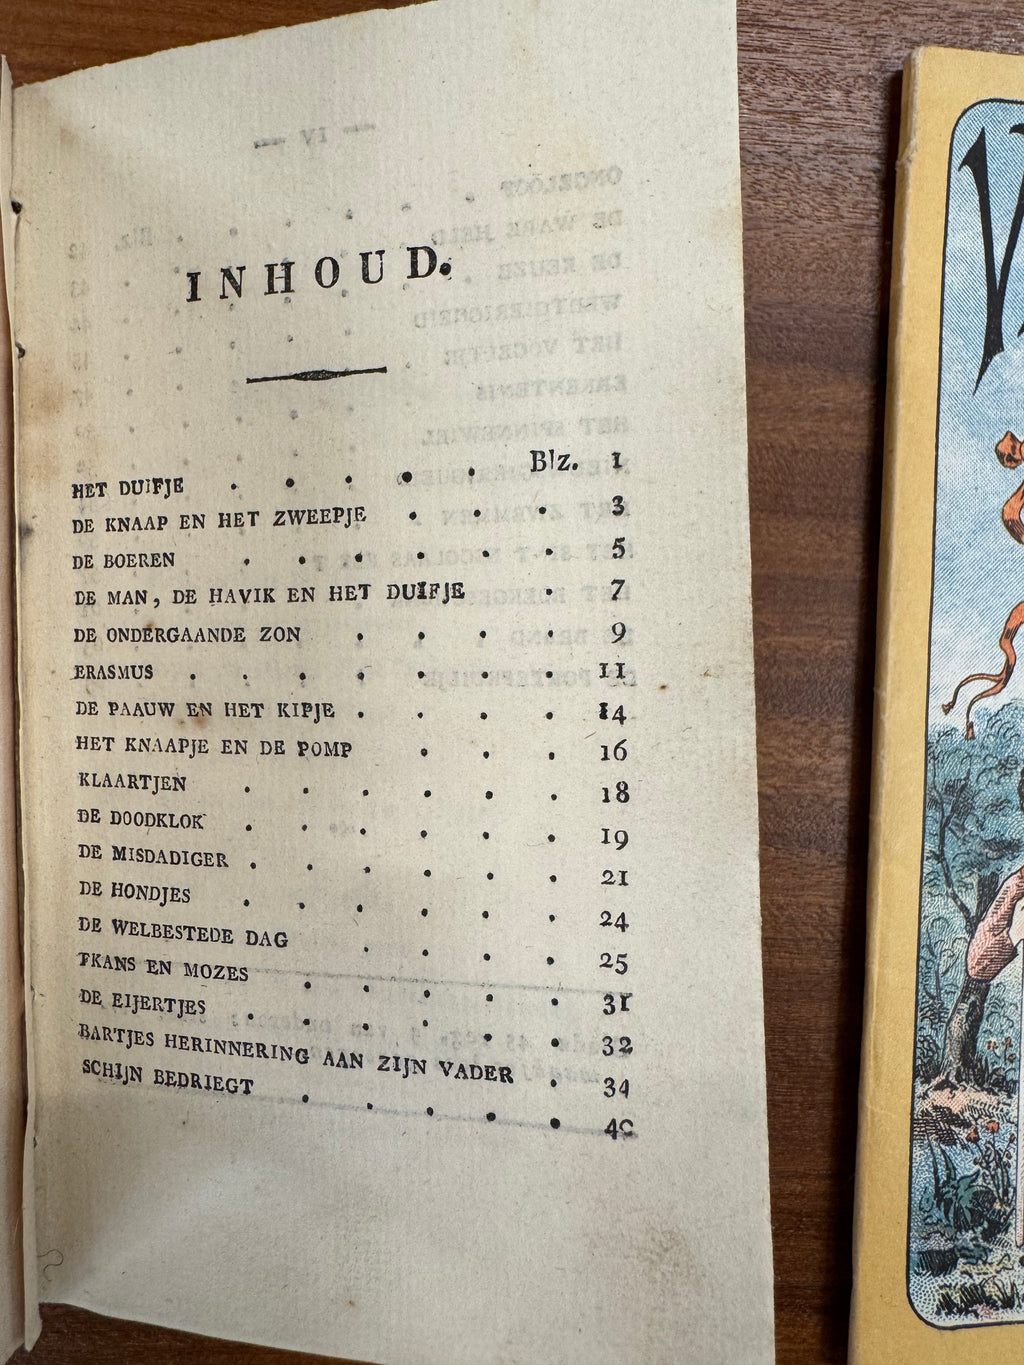 INHOUD.
HET DUIFJE . . . . . Blz. 1
DE KNAAP EN HET ZWEEPJE . . . 3
DE BOEREN . . . . . . 5
DE MAN, DE HAVIK EN HET DUIFJE . 7
DE ONDERGAANDE ZON . . . . 9
ERASMUS . . . . . . . 11
DE PAAUW EN HET KIPJE . . . . 14
HET KNAAPJE EN DE POMP . . . 16
KLAARTJEN . . . . . . 18
DE DOODKLOK . . . . . . 19
DE MISDADIGER . . . . . . 21
DE HONDJES . . . . . . 24
DE WELBESTEDE DAG . . . . 25
FRANS EN MOZES . . . . . 31
DE EIJERTJES . . . . . . 32
BARTJES HERINNERING AAN ZIJN VADER . 34
SCHIJN BEDRIEGT . . . . . 40